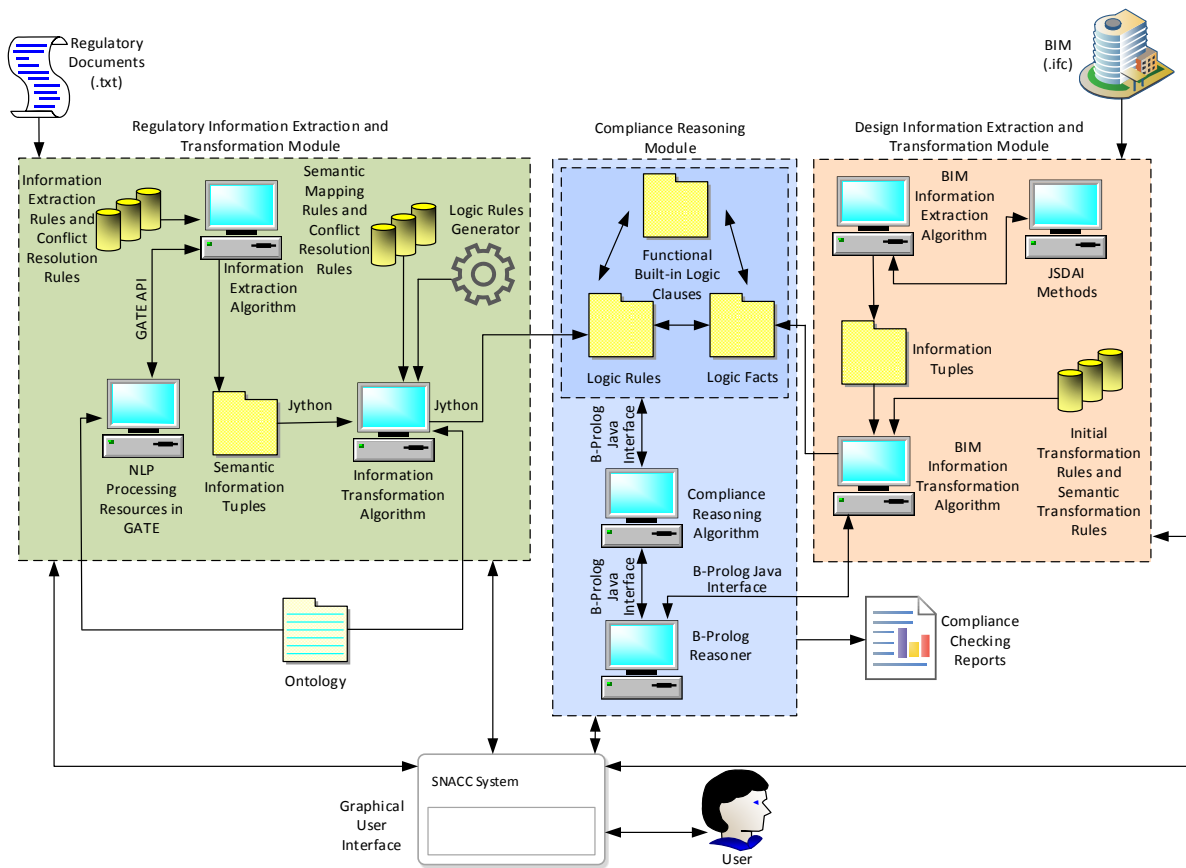 Regulatory
Documents
(.txt)
BIM
(.ifc)
Regulatory Information Extraction and
Transformation Module
Compliance Reasoning
Module
Design Information Extraction and
Transformation Module
Information
Extraction
Rules and
Conflict
Resolution
Rules
Semantic
Mapping
Rules and
Conflict
Resolution
Rules
Logic Rules
Generator
Information
Extraction
Algorithm
GATE API
NLP
Processing
Resources in
GATE
Semantic
Information
Tuples
Jython
Information
Transformation
Algorithm
Jython
Functional
Built-in Logic
Clauses
Logic Rules
Logic Facts
B-Prolog
Java
Interface
Compliance
Reasoning
Algorithm
B-Prolog
Java
Interface
B-Prolog Java
Interface
B-Prolog
Reasoner
BIM
Information
Extraction
Algorithm
JSDAI
Methods
Information
Tuples
BIM
Information
Transformation
Algorithm
Initial
Transformation
Rules and
Semantic
Transformation
Rules
Compliance
Checking
Reports
Ontology
SNACC System
Graphical
User
Interface
User